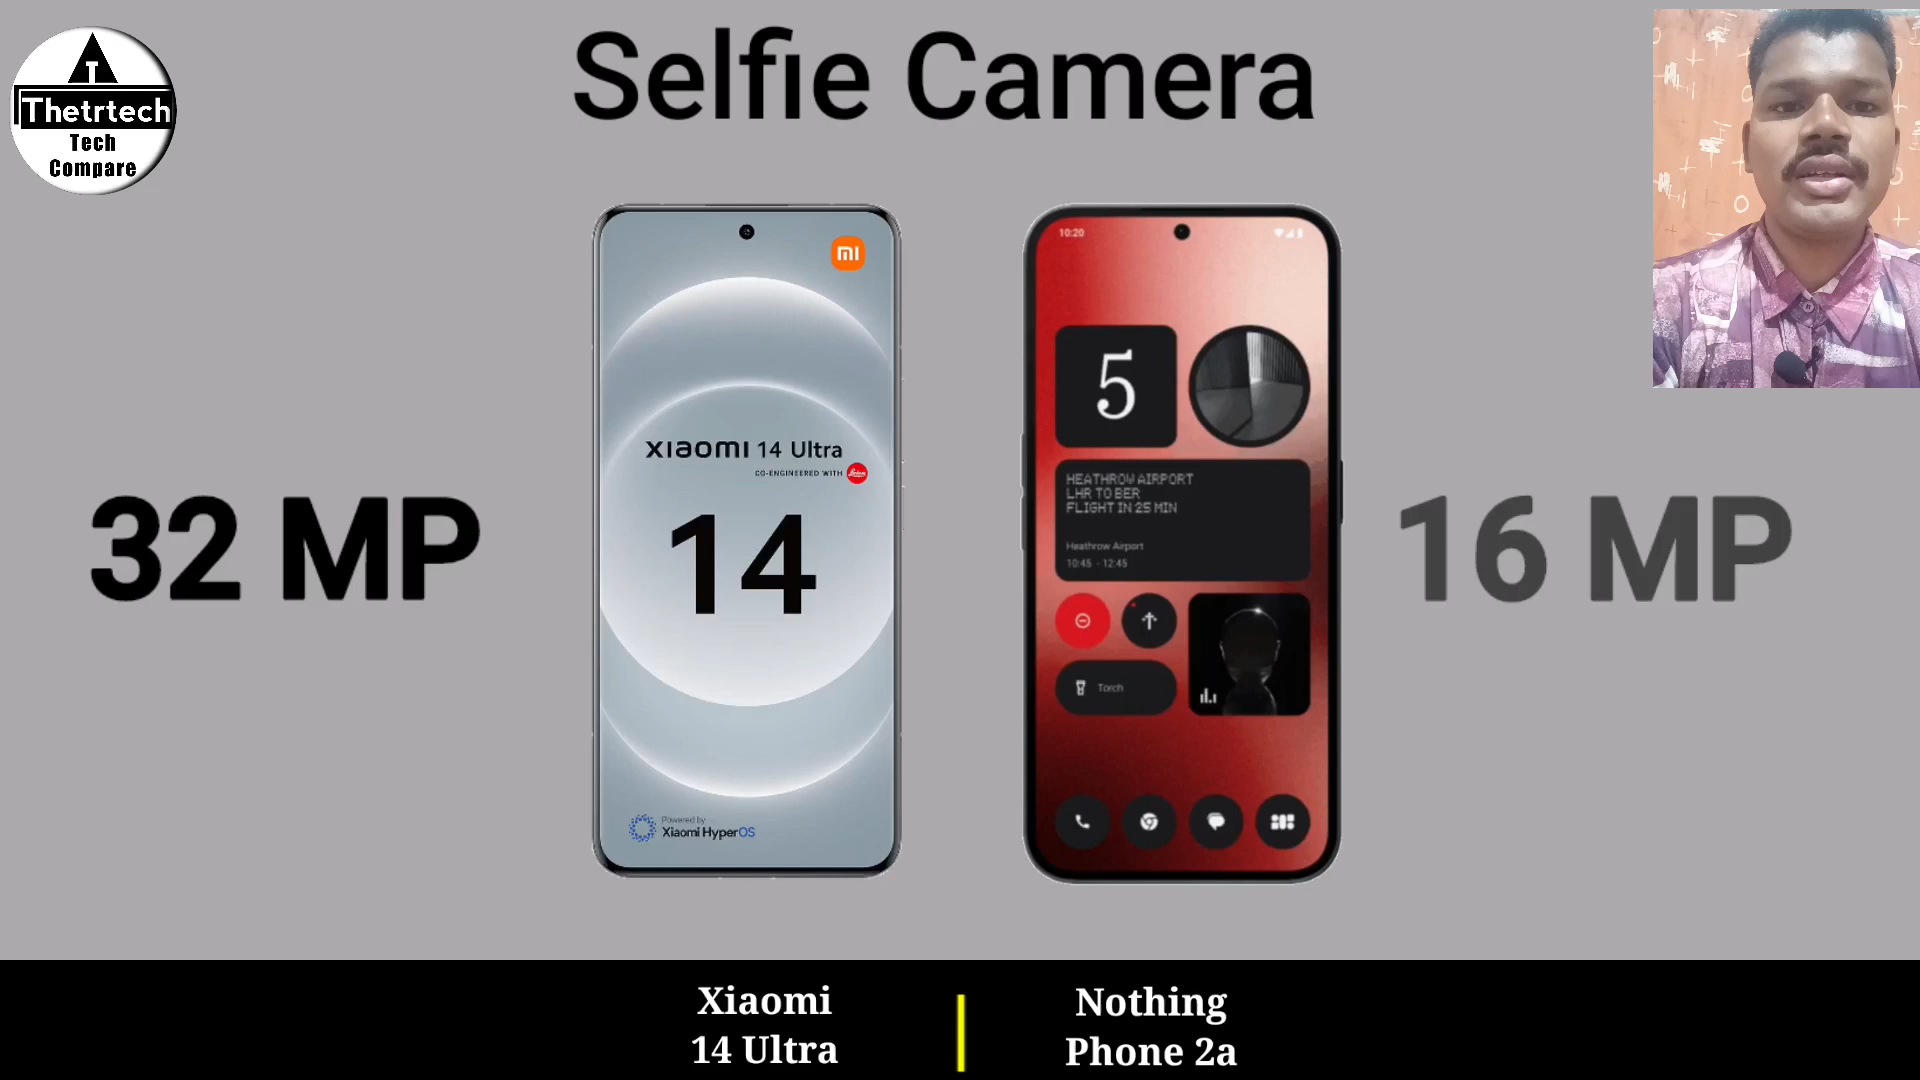 Selfie Camera
T
Thetrtech
Tech
Compare
32 MP
mi
XIAOMI 14 Ultra
CO-ENGINEERED WITH Leica
14
Powered by
Xiaomi HyperOS
10:20
5
HEATHROW AIRPORT
LHR TO BER
FLIGHT IN 25 MIN
Heathrow Airport
10:45 - 12:45
Torch
16 MP
Xiaomi
14 Ultra
Nothing
Phone 2a